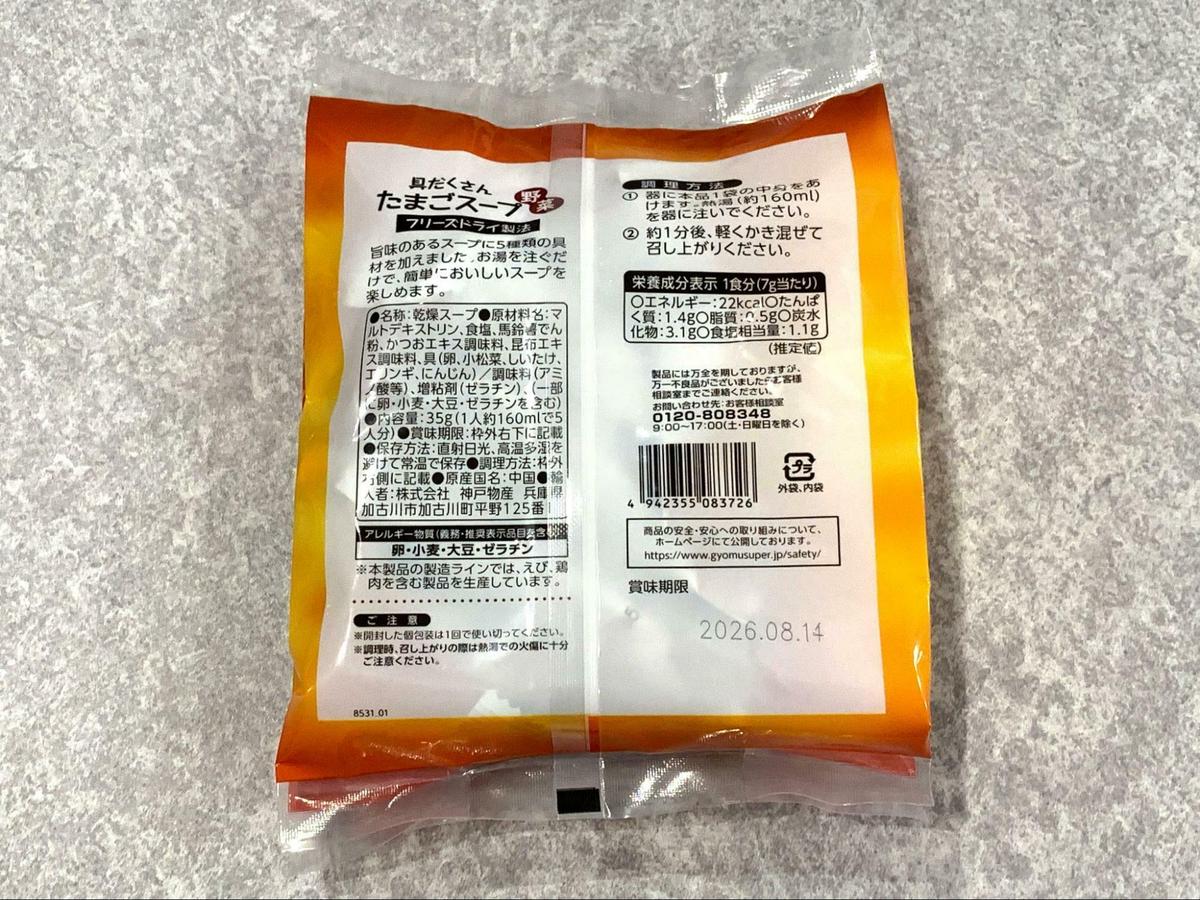 具だくさん
たまごスープ 野菜
フリーズドライ製法
旨味のあるスープに5種類の具
材を加えました。お湯を注ぐだ
けで、簡単においしいスープを
楽しめます。
●名称：乾燥スープ●原材料名：マ
ルトデキストリン、食塩、馬鈴薯でん
粉、かつおエキス調味料、昆布エキ
ス調味料、具（卵、小松菜、しいたけ、
エリンギ、にんじん）／調味料（アミ
ノ酸等）、増粘剤（ゼラチン）、（一部
に卵・小麦・大豆・ゼラチンを含む）
●内容量：35g（1人約160mlで5
人分）●賞味期限：枠外右下に記載
●保存方法：直射日光、高温多湿を
避けて常温で保存●調理方法：枠外
右側に記載●原産国名：中国●輸
入者：株式会社 神戸物産 兵庫県
加古川市加古川町平野125番1
アレルギー物質（義務・推奨表示品目を含む）
卵・小麦・大豆・ゼラチン
※本製品の製造ラインでは、えび、鶏
肉を含む製品を生産しています。
ご注意
※開封した個包装は1回で使い切ってください。
※調理時、召し上がりの際は熱湯での火傷に十分
ご注意ください。
8531.01
調理方法
① 器に本品1袋の中身をあ
けます。熱湯（約160ml）
を器に注いでください。
② 約1分後、軽くかき混ぜて
召し上がりください。
栄養成分表示 1食分（7g当たり）
○エネルギー：22kcal○たんぱ
く質：1.4g○脂質：0.5g○炭水
化物：3.1g○食塩相当量：1.1g
（推定値）
製品には万全を期しておりますが、
万一不良品がございましたらお客様
相談室までご連絡ください。
お問い合わせ先：お客様相談室
0120-808348
9:00〜17:00（土・日曜日を除く）
4 942355 083726
プラ
外袋、内袋
商品の安全・安心への取り組みについて、
ホームページにて公開しております。
https://www.gyomusuper.jp/safety/
賞味期限
2026.08.14